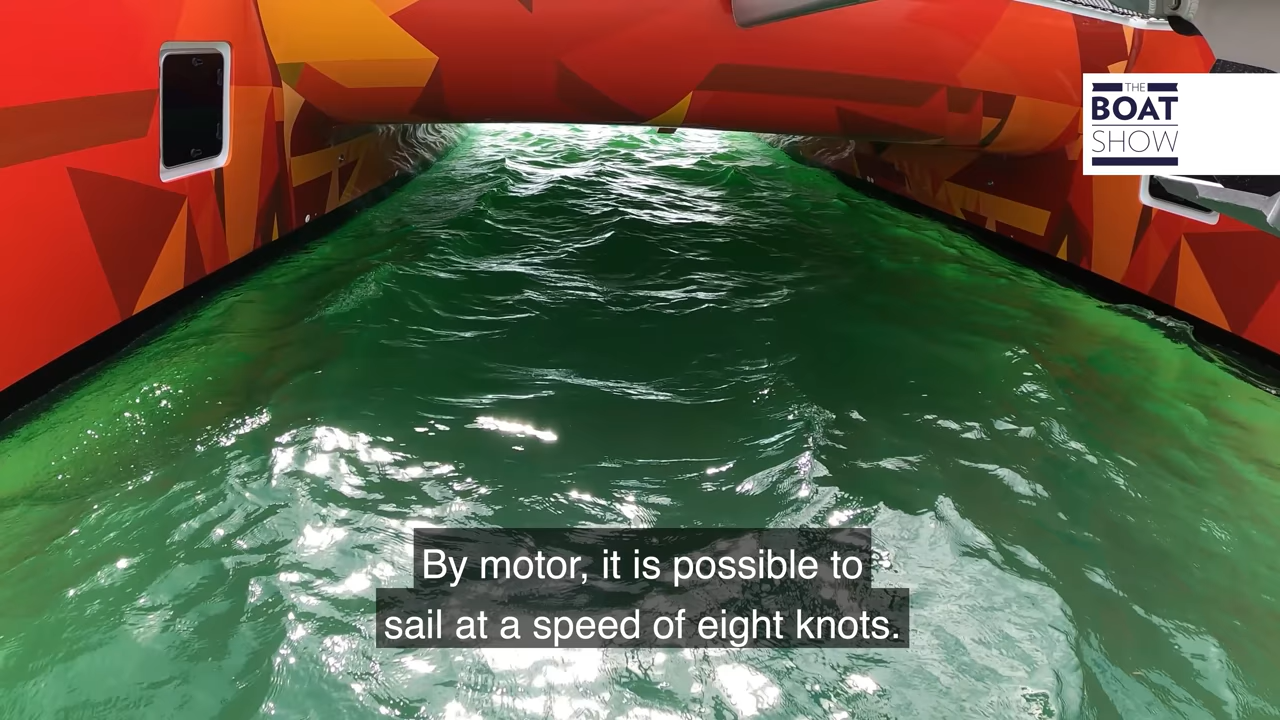 THE
BOAT
SHOW
By motor, it is possible to
sail at a speed of eight knots.